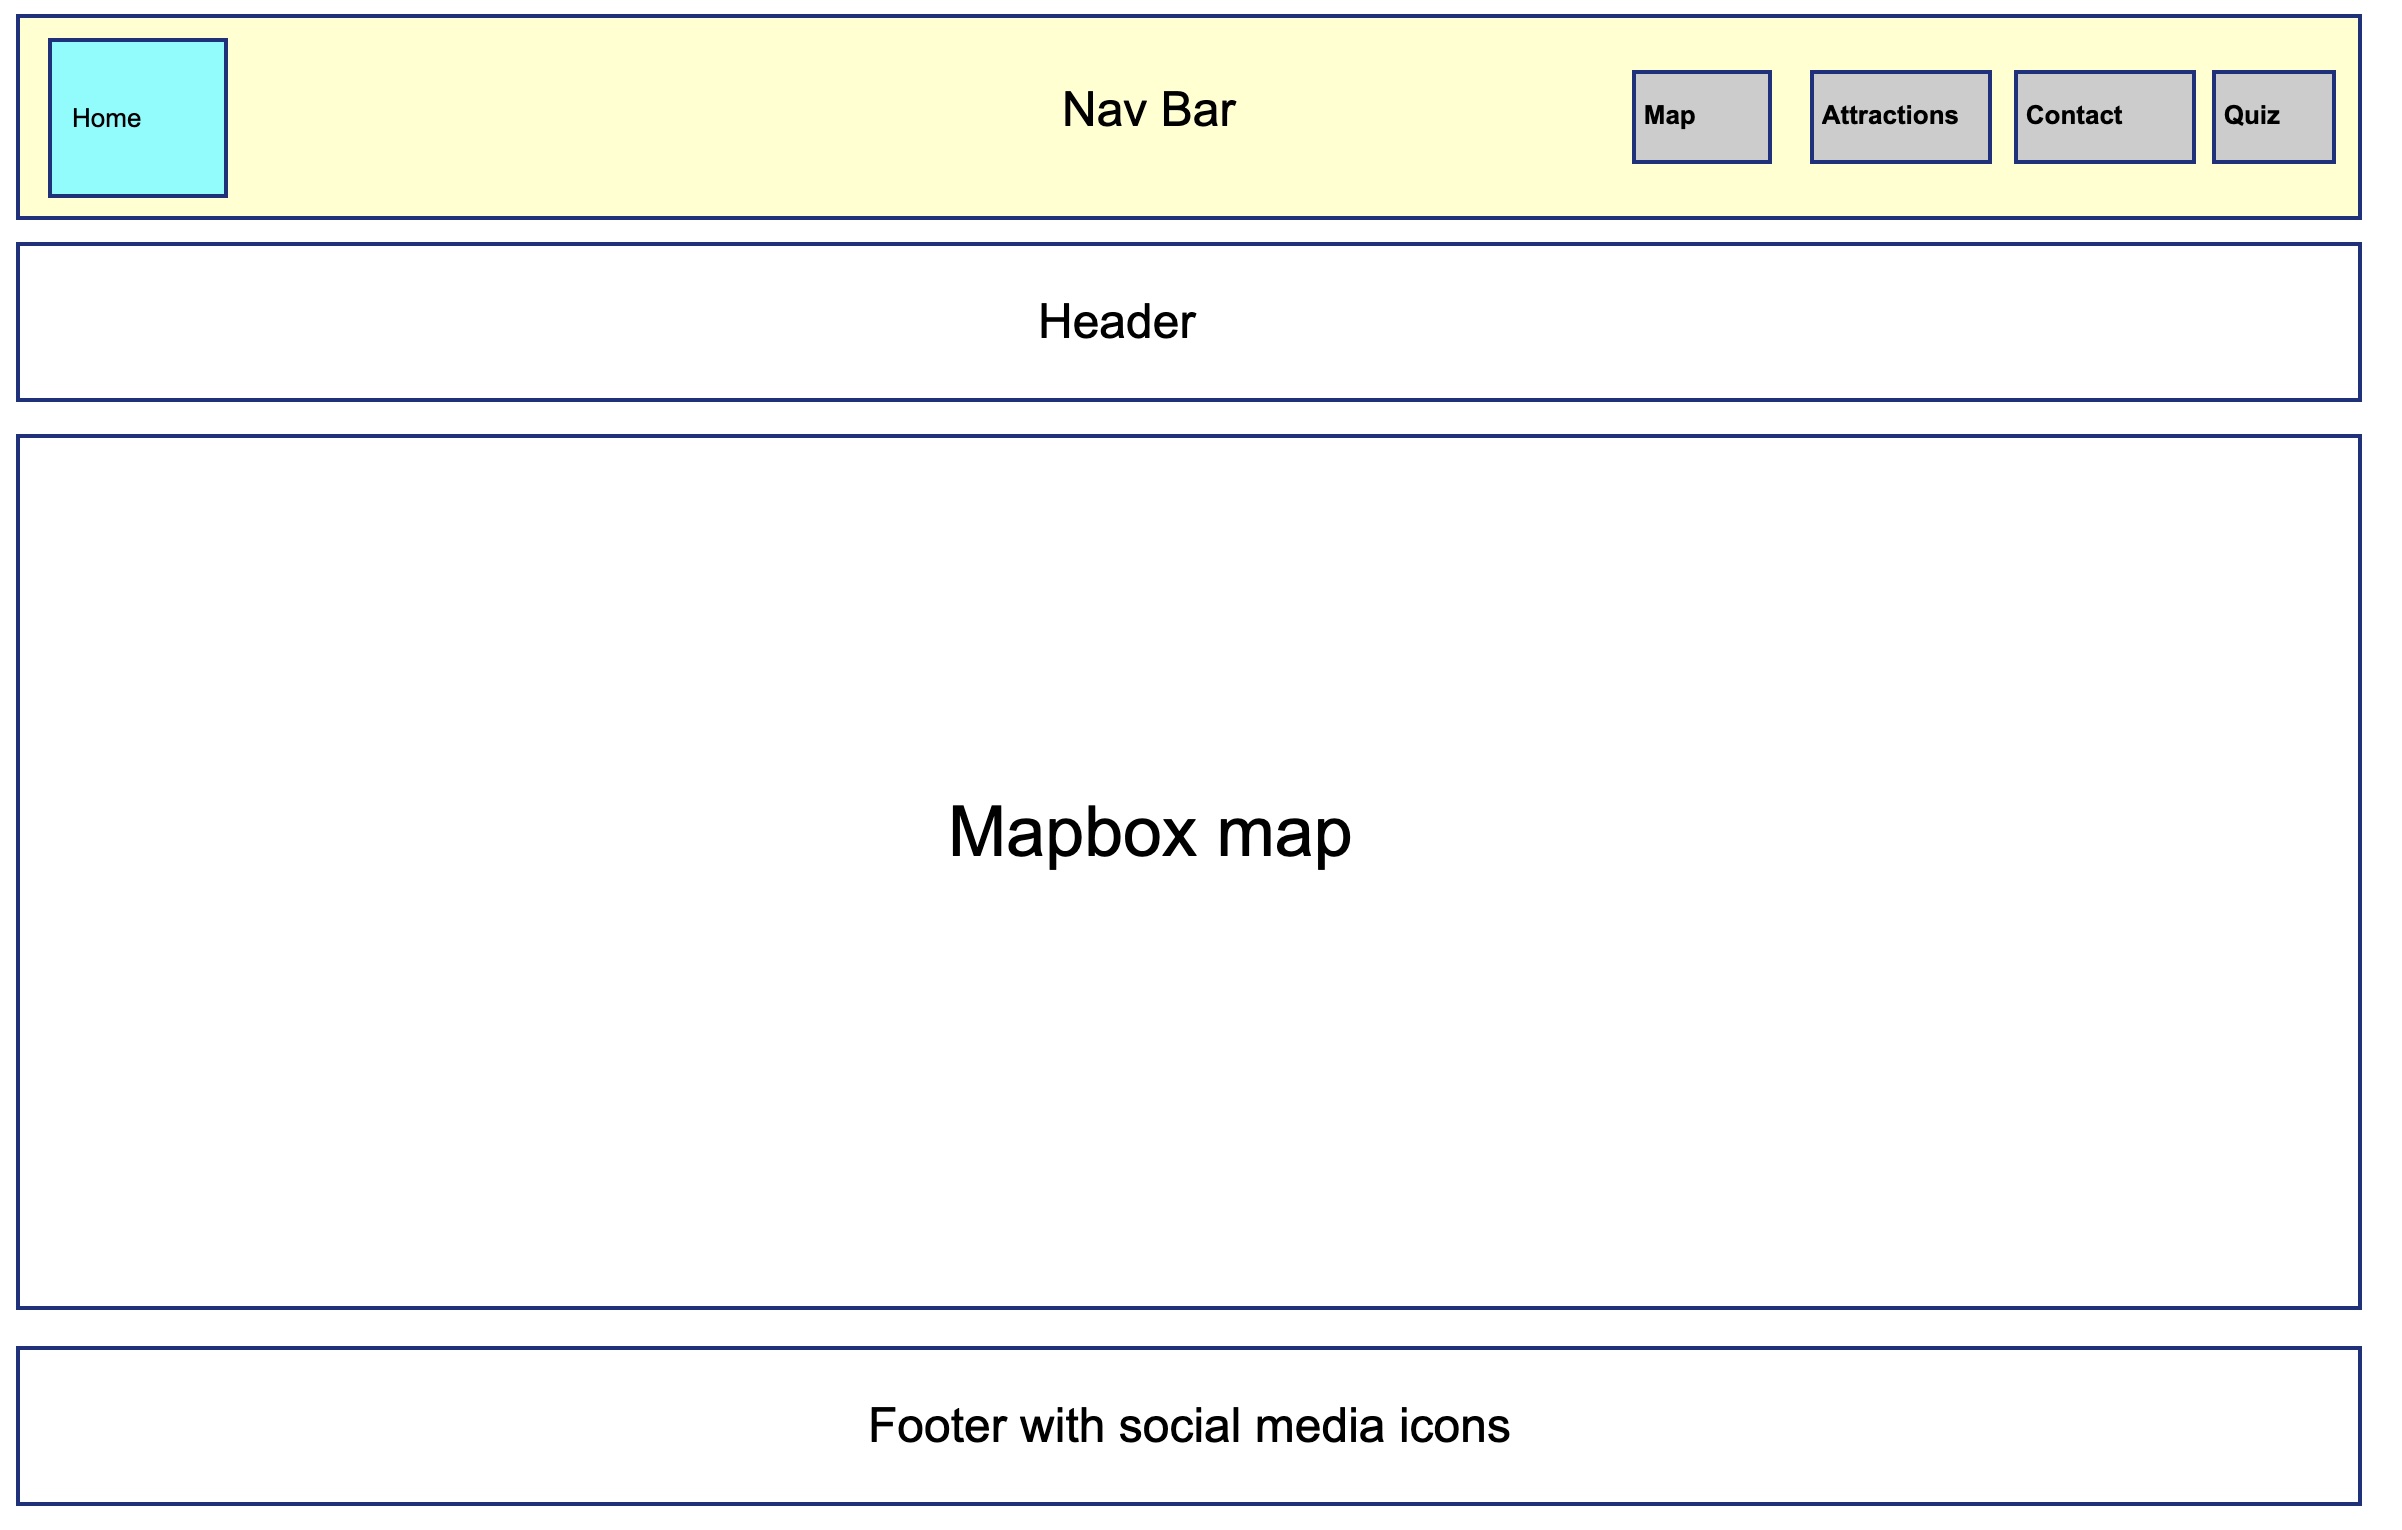 Home
Nav Bar
Map
Attractions
Contact
Quiz
Header
Mapbox map
Footer with social media icons